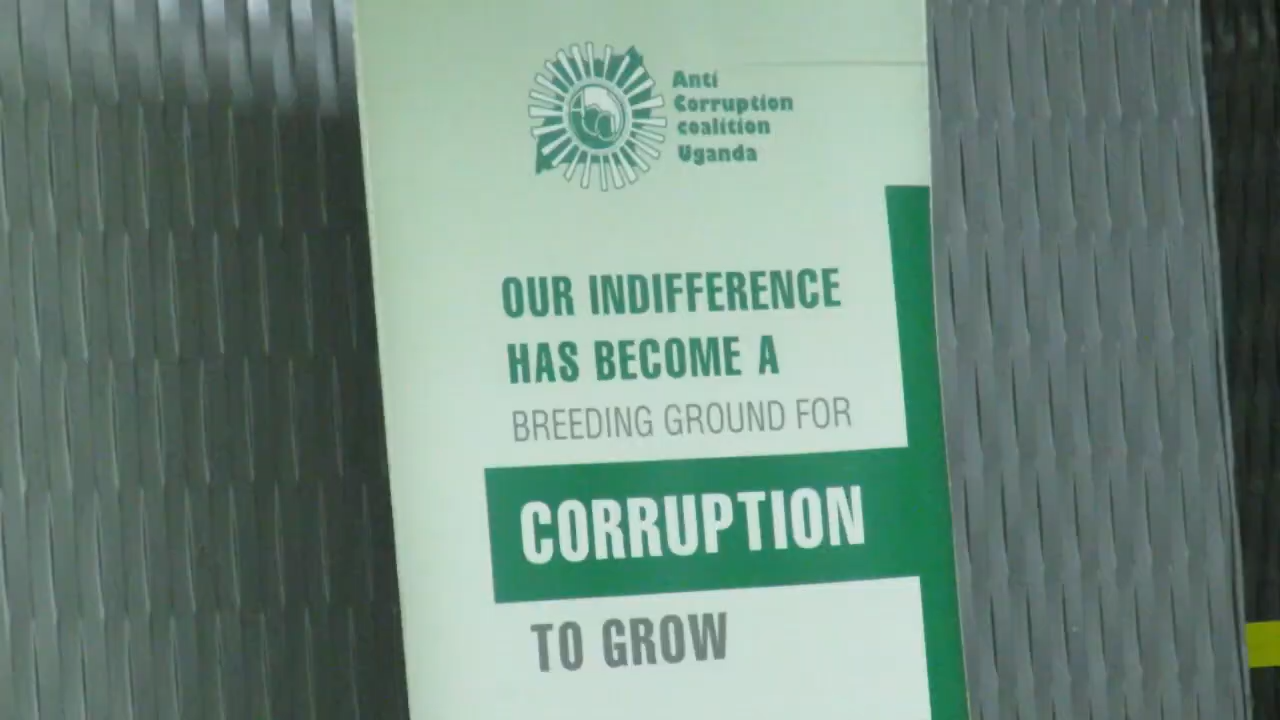 Anti
Corruption
coalition
Uganda
OUR INDIFFERENCE
HAS BECOME A
BREEDING GROUND FOR
CORRUPTION
TO GROW